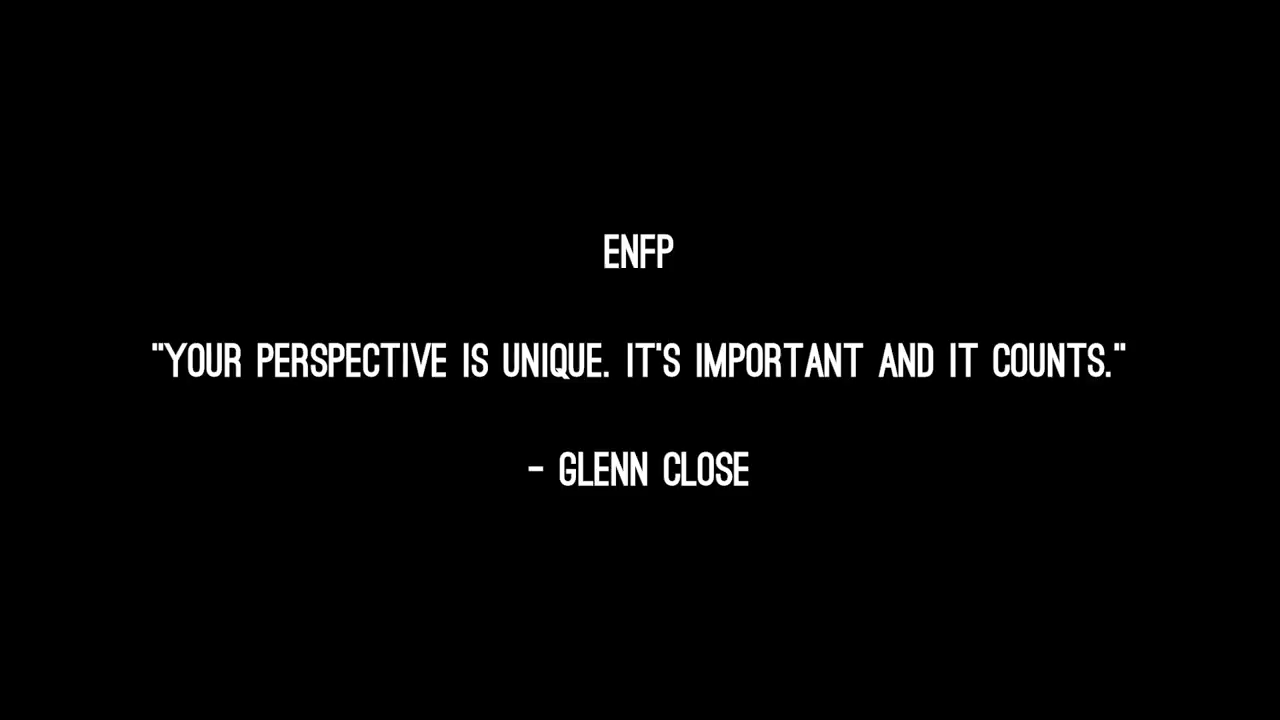 ENFP
"YOUR PERSPECTIVE IS UNIQUE. IT'S IMPORTANT AND IT COUNTS."
- GLENN CLOSE